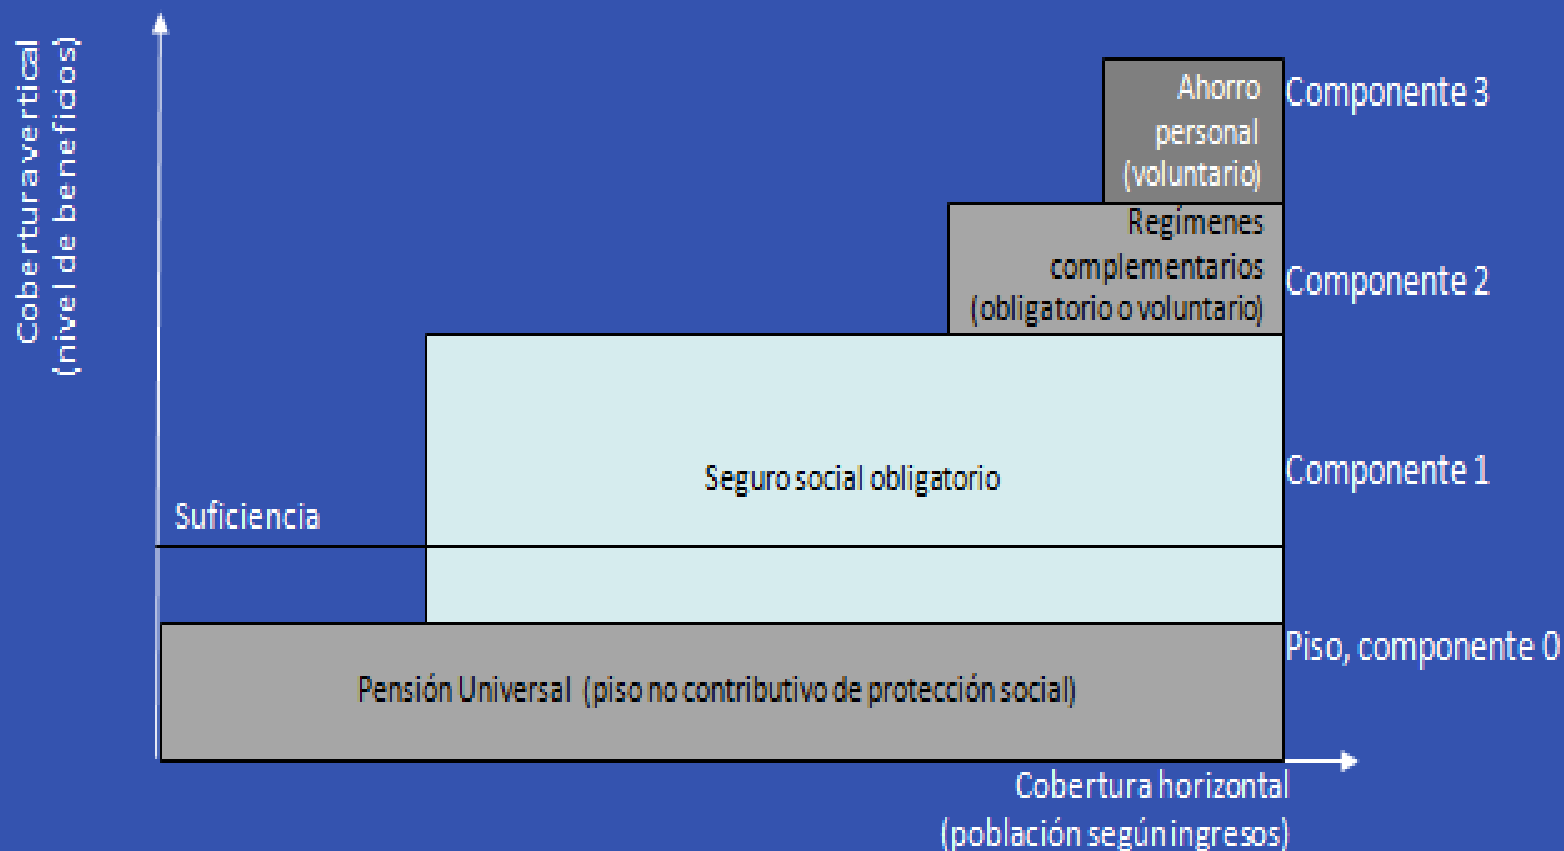 Cobertura vertical
(nivel de beneficios)
Ahorro
personal
(voluntario)
Componente 3
Regímenes
complementarios
(obligatorio o voluntario)
Componente 2
Seguro social obligatorio
Componente 1
Suficiencia
Piso, componente 0
Pensión Universal (piso no contributivo de protección social)
Cobertura horizontal
(población según ingresos)